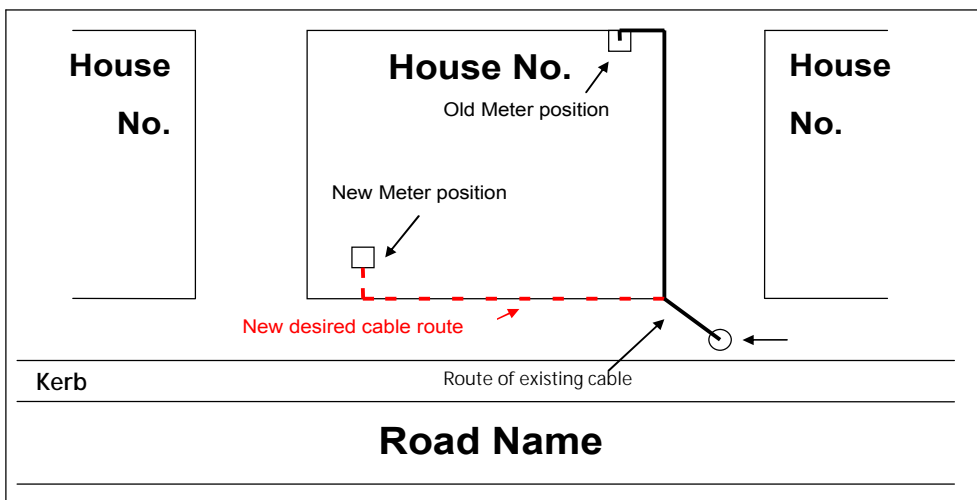 House
No.
House No.
House
No.
Old Meter position
New Meter position
New desired cable route
Route of existing cable
Kerb
Road Name